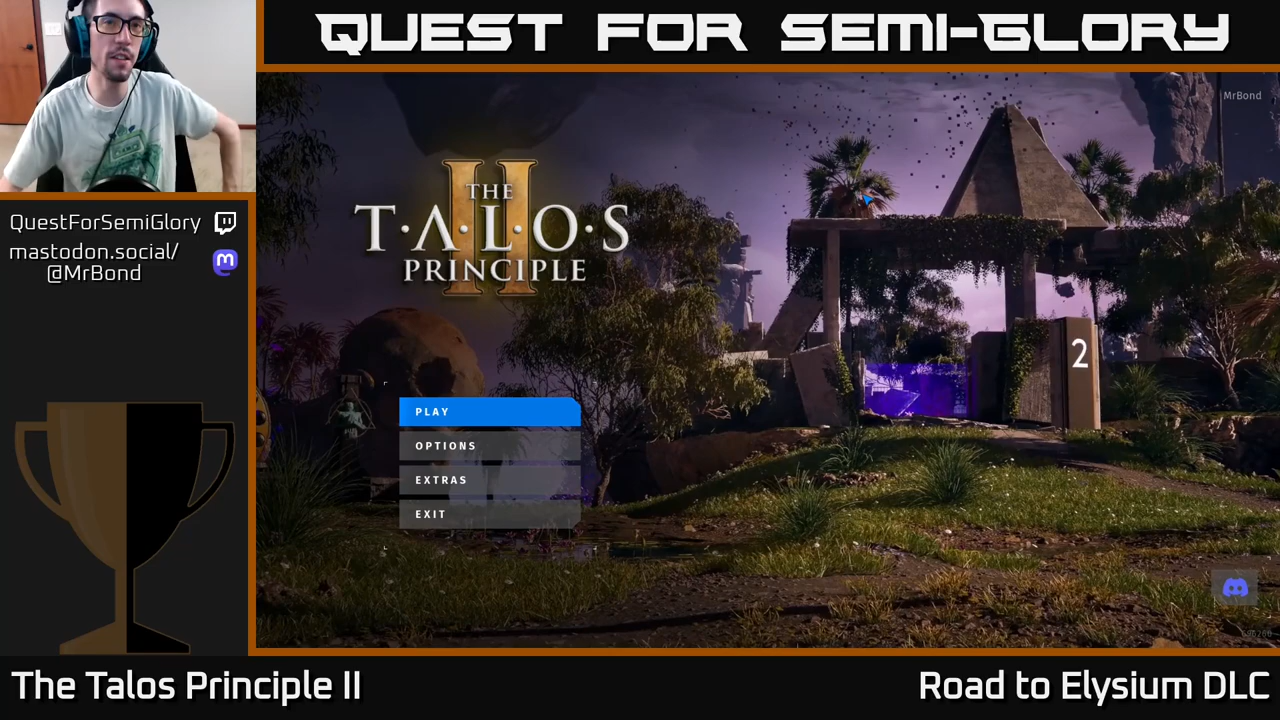 QUEST FOR SEMI-GLORY
MrBond
QuestForSemiGlory
mastodon.social/
@MrBond
II
THE
T·A·L·O·S
PRINCIPLE
2
PLAY
OPTIONS
EXTRAS
EXIT
The Talos Principle II
Road to Elysium DLC